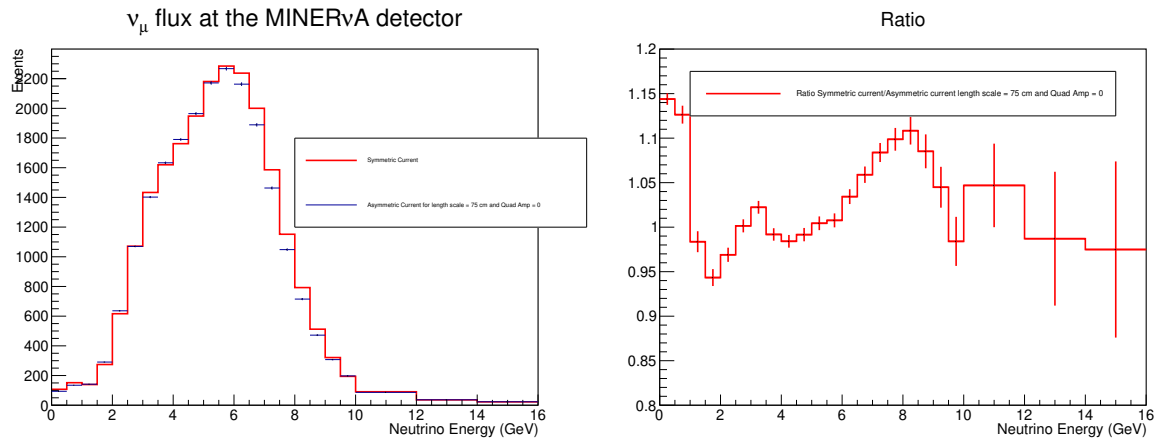 ν_μ flux at the MINERνA detector
Events
2200
2000
1800
1600
1400
1200
1000
800
600
400
200
0
Symmetric Current
Asymmetric Current for length scale = 75 cm and Quad Amp = 0
0 2 4 6 8 10 12 14 16
Neutrino Energy (GeV)
Ratio
1.2
1.15
1.1
1.05
1
0.95
0.9
0.85
0.8
Ratio Symmetric current/Asymmetric current length scale = 75 cm and Quad Amp = 0
0 2 4 6 8 10 12 14 16
Neutrino Energy (GeV)